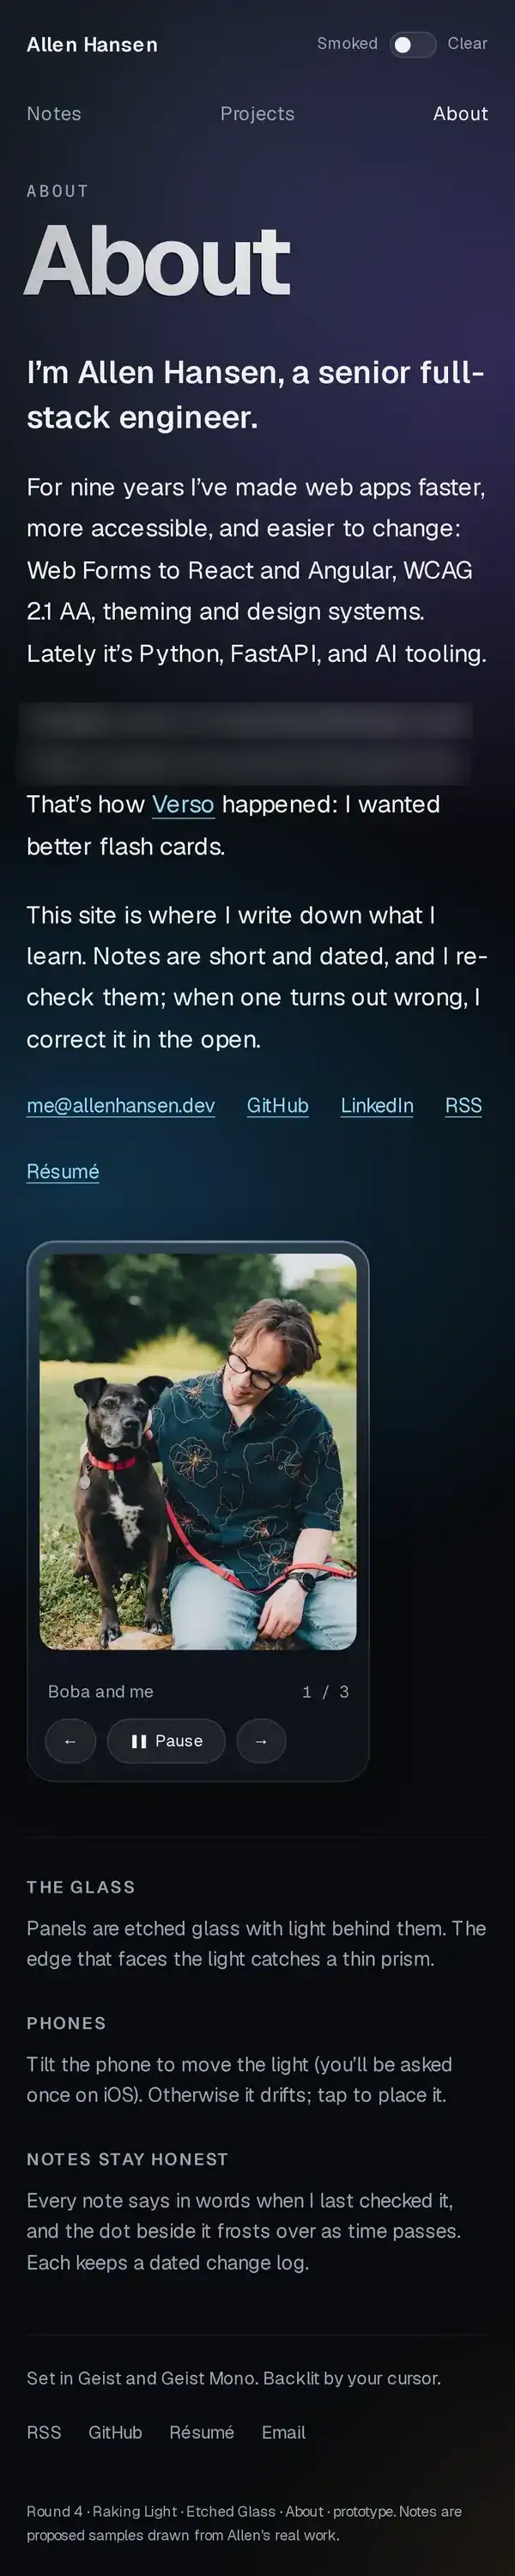 Allen Hansen
Smoked Clear
Notes Projects About
ABOUT
About
I’m Allen Hansen, a senior full-
stack engineer.
For nine years I’ve made web apps faster,
more accessible, and easier to change:
Web Forms to React and Angular, WCAG
2.1 AA, theming and design systems.
Lately it’s Python, FastAPI, and AI tooling.
That’s how Verso happened: I wanted
better flash cards.
This site is where I write down what I
learn. Notes are short and dated, and I re-
check them; when one turns out wrong, I
correct it in the open.
me@allenhansen.dev GitHub LinkedIn RSS
Résumé
Boba and me 1 / 3
← Pause →
THE GLASS
Panels are etched glass with light behind them. The
edge that faces the light catches a thin prism.
PHONES
Tilt the phone to move the light (you’ll be asked
once on iOS). Otherwise it drifts; tap to place it.
NOTES STAY HONEST
Every note says in words when I last checked it,
and the dot beside it frosts over as time passes.
Each keeps a dated change log.
Set in Geist and Geist Mono. Backlit by your cursor.
RSS GitHub Résumé Email
Round 4 · Raking Light · Etched Glass · About · prototype. Notes are
proposed samples drawn from Allen's real work.